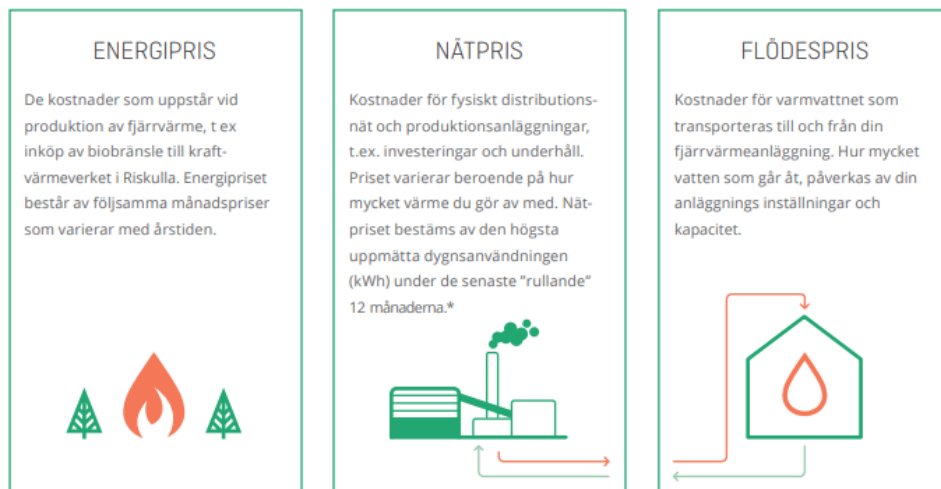 ENERGIPRIS
De kostnader som uppstår vid
produktion av fjärrvärme, t ex
inköp av biobränsle till kraft-
värmeverket i Riskulla. Energipriset
består av följsamma månadspriser
som varierar med årstiden.
NÄTPRIS
Kostnader för fysiskt distributions-
nät och produktionsanläggningar,
t.ex. investeringar och underhåll.
Priset varierar beroende på hur
mycket värme du gör av med. Nät-
priset bestäms av den högsta
uppmätta dygnsanvändningen
(kWh) under de senaste ”rullande”
12 månaderna.*
FLÖDESPRIS
Kostnader för varmvattnet som
transporteras till och från din
fjärrvärmeanläggning. Hur mycket
vatten som går åt, påverkas av din
anläggnings inställningar och
kapacitet.